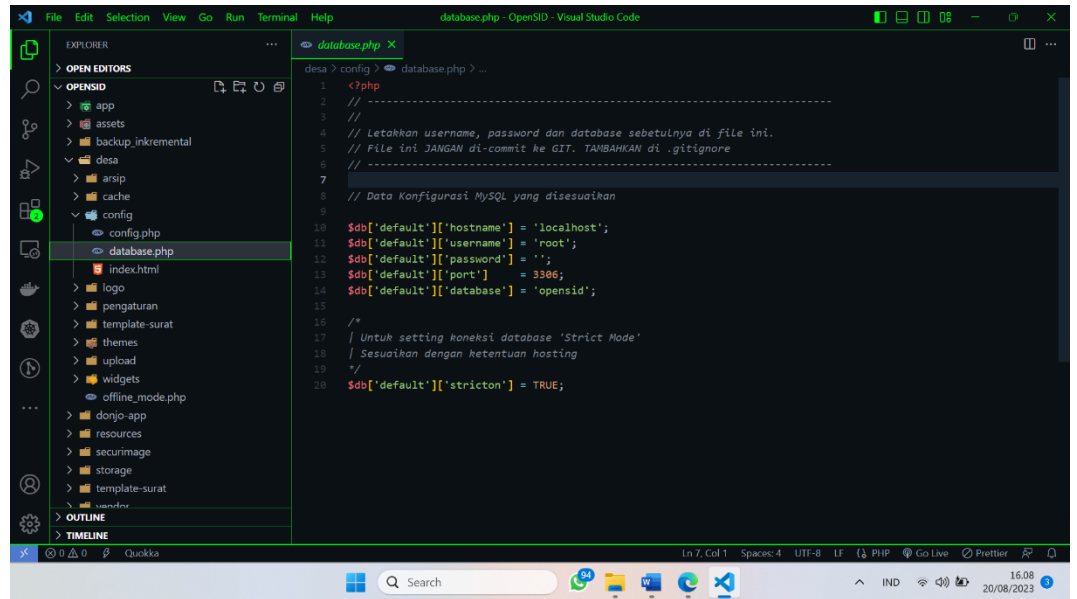 File Edit Selection View Go Run Terminal Help database.php - OpenSID - Visual Studio Code
EXPLORER
database.php
OPEN EDITORS
desa > config > database.php > ...
OPENSID
app
assets
backup_inkremental
desa
arsip
cache
config
config.php
database.php
index.html
logo
pengaturan
template-surat
themes
upload
widgets
offline_mode.php
donjo-app
resources
securimage
storage
template-surat
vendor
OUTLINE
TIMELINE
1 <?php
2 // -------------------------------------------------------------------------
3 //
4 // Letakkan username, password dan database sebetulnya di file ini.
5 // File ini JANGAN di-commit ke GIT. TAMBAHKAN di .gitignore
6 // -------------------------------------------------------------------------
7
8 // Data Konfigurasi MySQL yang disesuaikan
9
10 $db['default']['hostname'] = 'localhost';
11 $db['default']['username'] = 'root';
12 $db['default']['password'] = '';
13 $db['default']['port']     = 3306;
14 $db['default']['database'] = 'opensid';
15
16 /*
17 | Untuk setting koneksi database 'Strict Mode'
18 | Sesuaikan dengan ketentuan hosting
19 */
20 $db['default']['stricton'] = TRUE;
2
0 0 Quokka
Ln 7, Col 1 Spaces: 4 UTF-8 LF PHP Go Live Prettier
Search
94
IND
16.08
20/08/2023
3